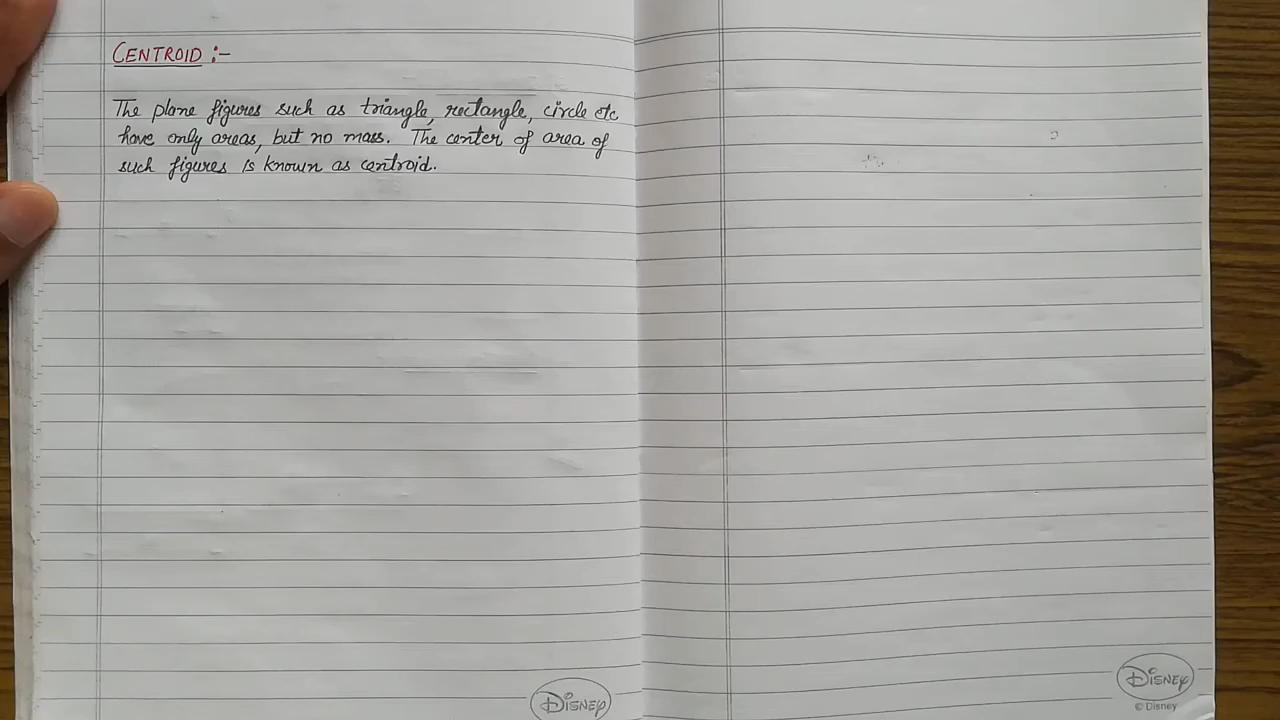 CENTROID :-
The plane figures such as triangle, rectangle, circle etc
have only areas, but no mass. The center of area of
such figures is known as centroid.
DISNEY
DISNEY
© Disney